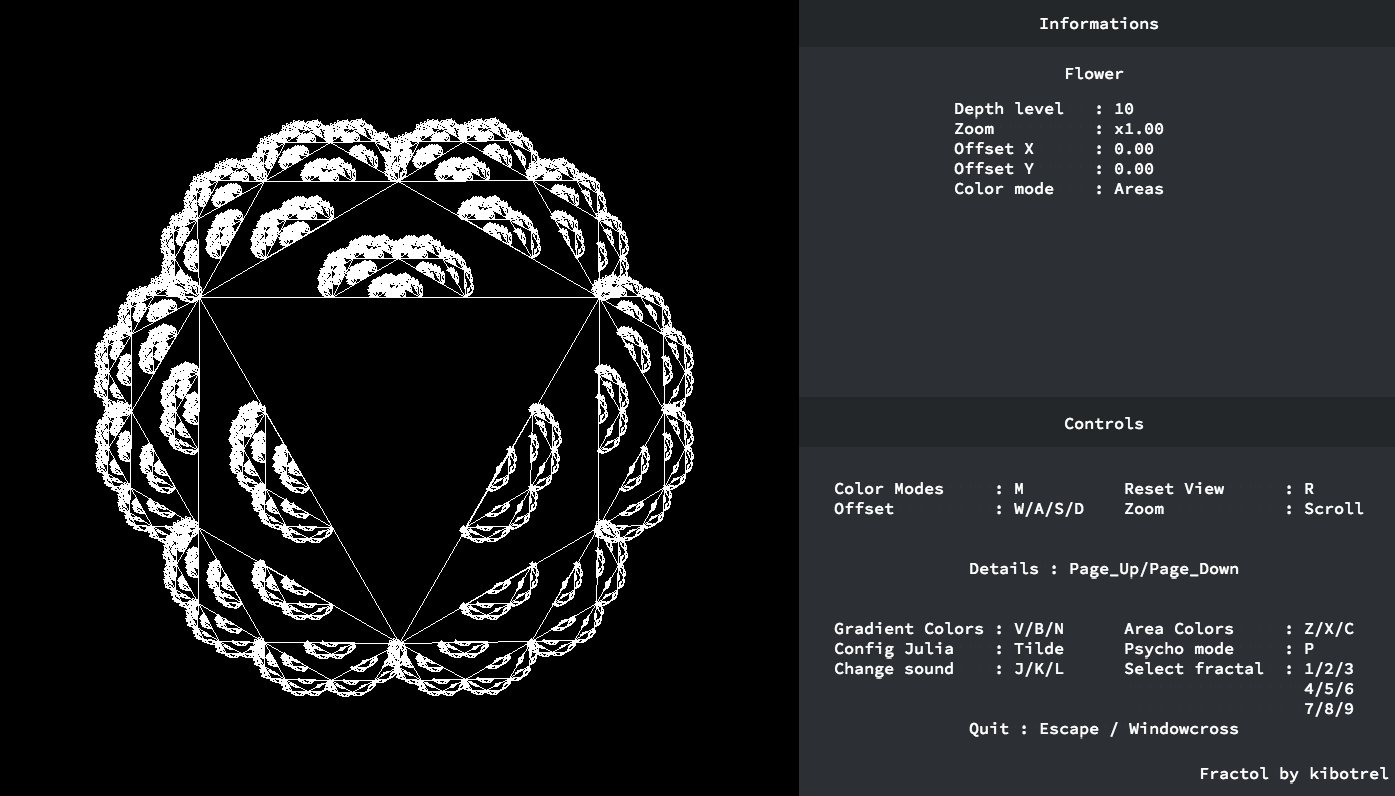 Informations
Flower
Depth level : 10
Zoom : x1.00
Offset X : 0.00
Offset Y : 0.00
Color mode : Areas
Controls
Color Modes : M Reset View : R
Offset : W/A/S/D Zoom : Scroll
Details : Page_Up/Page_Down
Gradient Colors : V/B/N Area Colors : Z/X/C
Config Julia : Tilde Psycho mode : P
Change sound : J/K/L Select fractal : 1/2/3
4/5/6
7/8/9
Quit : Escape / Windowcross
Fractol by kibotrel